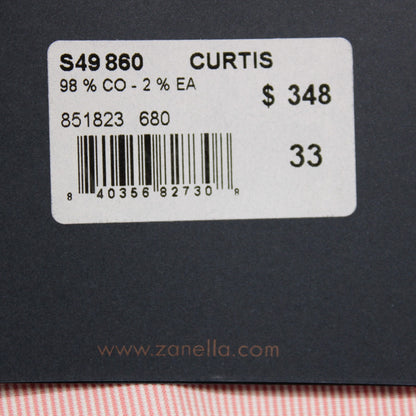 S49 860 CURTIS
98 % CO - 2 % EA
$ 348
851823 680
33
8 40356 82730 8
www.zanella.com